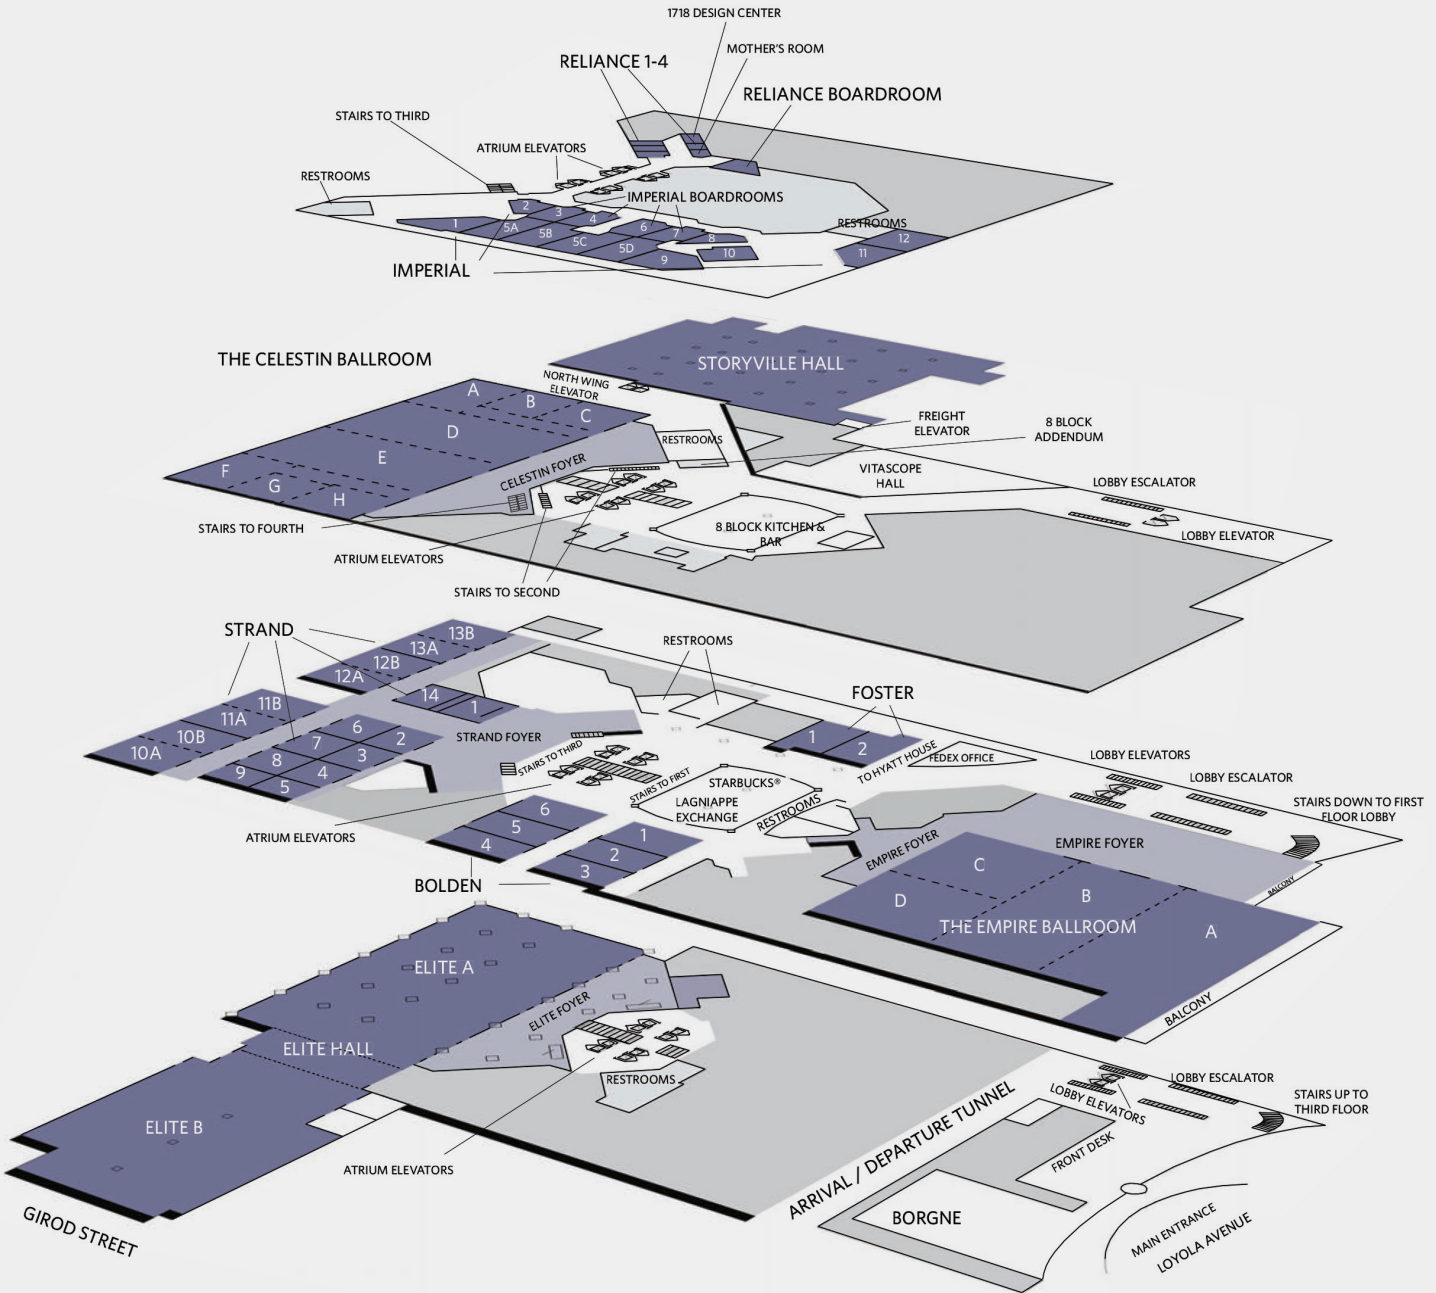 1718 DESIGN CENTER
MOTHER'S ROOM
RELIANCE 1-4
RELIANCE BOARDROOM
STAIRS TO THIRD
ATRIUM ELEVATORS
RESTROOMS
IMPERIAL BOARDROOMS
RESTROOMS
1
2
3
4
5A
5B
5C
5D
6
7
8
9
10
11
12
IMPERIAL
THE CELESTIN BALLROOM
STORYVILLE HALL
NORTH WING
ELEVATOR
A
B
C
D
E
F
G
H
CELESTIN FOYER
RESTROOMS
FREIGHT
ELEVATOR
8 BLOCK
ADDENDUM
VITASCOPE
HALL
LOBBY ESCALATOR
LOBBY ELEVATOR
8 BLOCK KITCHEN &
BAR
STAIRS TO FOURTH
ATRIUM ELEVATORS
STAIRS TO SECOND
STRAND
13B
13A
12B
12A
14
1
11B
11A
10B
10A
6
2
7
3
8
4
9
5
STRAND FOYER
RESTROOMS
FOSTER
1
2
TO HYATT HOUSE
FEDEX OFFICE
LOBBY ELEVATORS
LOBBY ESCALATOR
STAIRS DOWN TO FIRST
FLOOR LOBBY
STAIRS TO THIRD
STAIRS TO FIRST
STARBUCKS®
LAGNIAPPE
EXCHANGE
RESTROOMS
ATRIUM ELEVATORS
6
5
4
1
2
3
BOLDEN
EMPIRE FOYER
EMPIRE FOYER
BALCONY
C
D
B
A
THE EMPIRE BALLROOM
BALCONY
ELITE A
ELITE FOYER
ELITE HALL
ELITE B
RESTROOMS
ATRIUM ELEVATORS
GIROD STREET
ARRIVAL / DEPARTURE TUNNEL
LOBBY ELEVATORS
LOBBY ESCALATOR
STAIRS UP TO
THIRD FLOOR
FRONT DESK
BORGNE
MAIN ENTRANCE
LOYOLA AVENUE